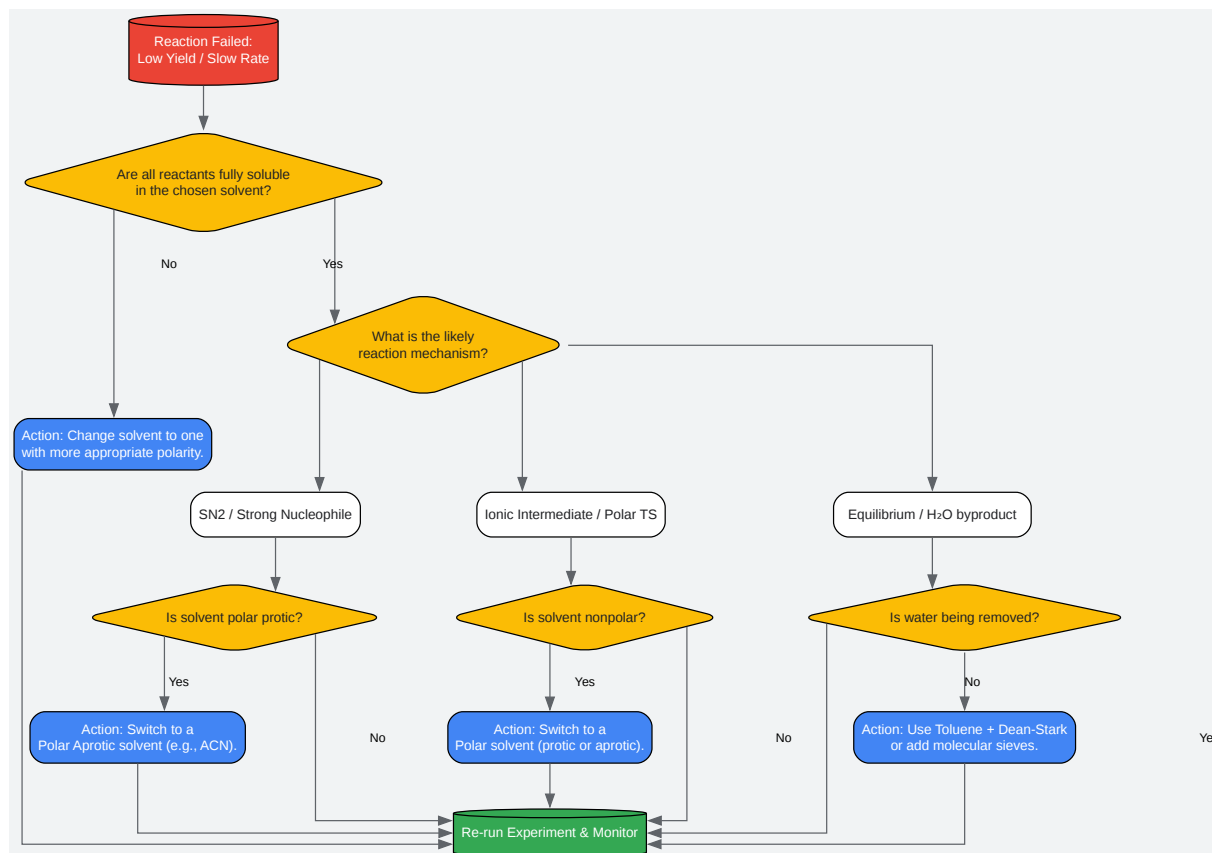 Reaction Failed:
Low Yield / Slow Rate
Are all reactants fully soluble
in the chosen solvent?
No
Yes
What is the likely
reaction mechanism?
Action: Change solvent to one
with more appropriate polarity.
SN2 / Strong Nucleophile
Ionic Intermediate / Polar TS
Equilibrium / H₂O byproduct
Is solvent polar protic?
Is solvent nonpolar?
Is water being removed?
Yes
Yes
No
Action: Switch to a
Polar Aprotic solvent (e.g., ACN).
No
Action: Switch to a
Polar solvent (protic or aprotic).
No
Action: Use Toluene + Dean-Stark
or add molecular sieves.
Re-run Experiment & Monitor